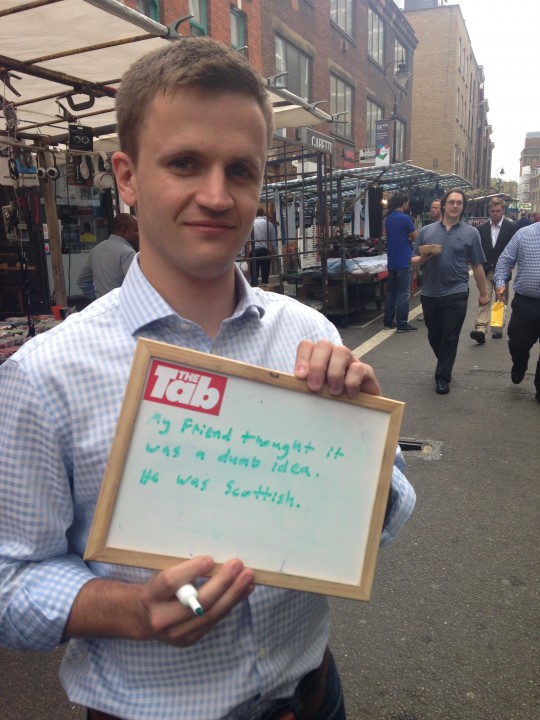 THE
Tab
My Friend thought it
was a dumb idea.
He was Scottish.